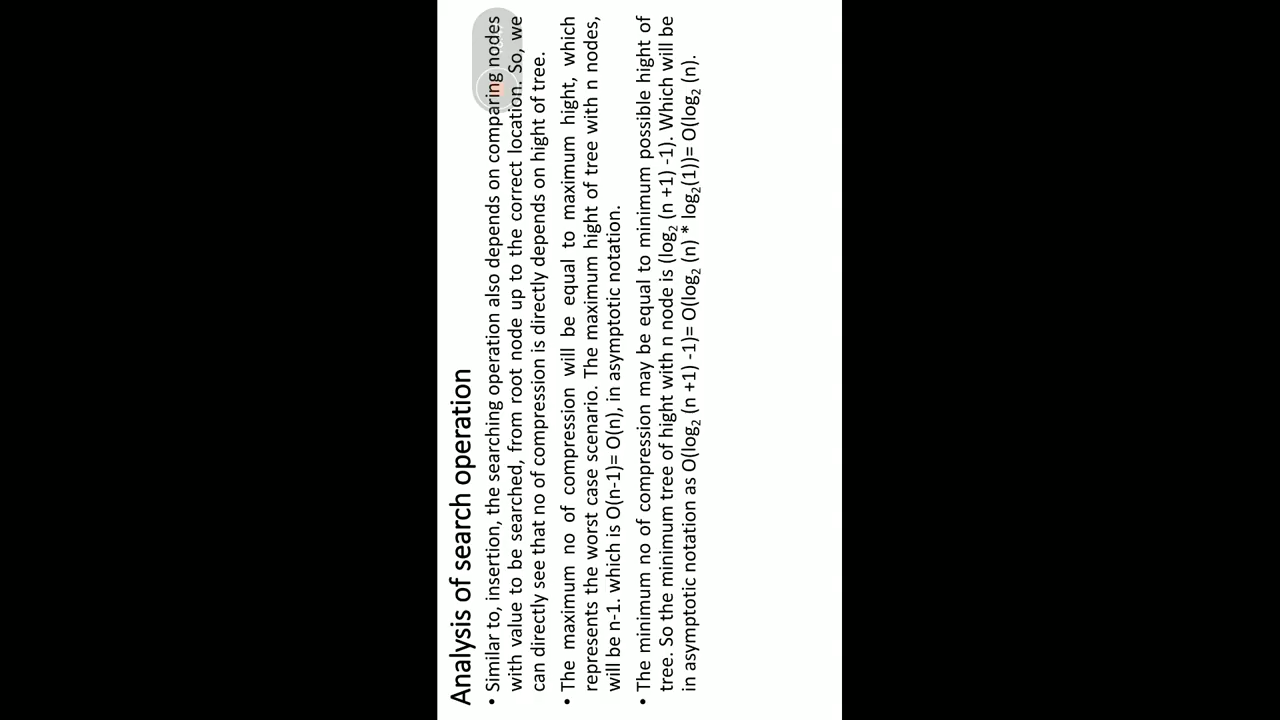 Analysis of search operation
• Similar to, insertion, the searching operation also depends on comparing nodes
with value to be searched, from root node up to the correct location. So, we
can directly see that no of compression is directly depends on hight of tree.
• The maximum no of compression will be equal to maximum hight, which
represents the worst case scenario. The maximum hight of tree with n nodes,
will be n-1. which is O(n-1)= O(n), in asymptotic notation.
• The minimum no of compression may be equal to minimum possible hight of
tree. So the minimum tree of hight with n node is (log₂ (n +1) -1). Which will be
in asymptotic notation as O(log₂ (n +1) -1)= O(log₂ (n) * log₂(1))= O(log₂ (n).